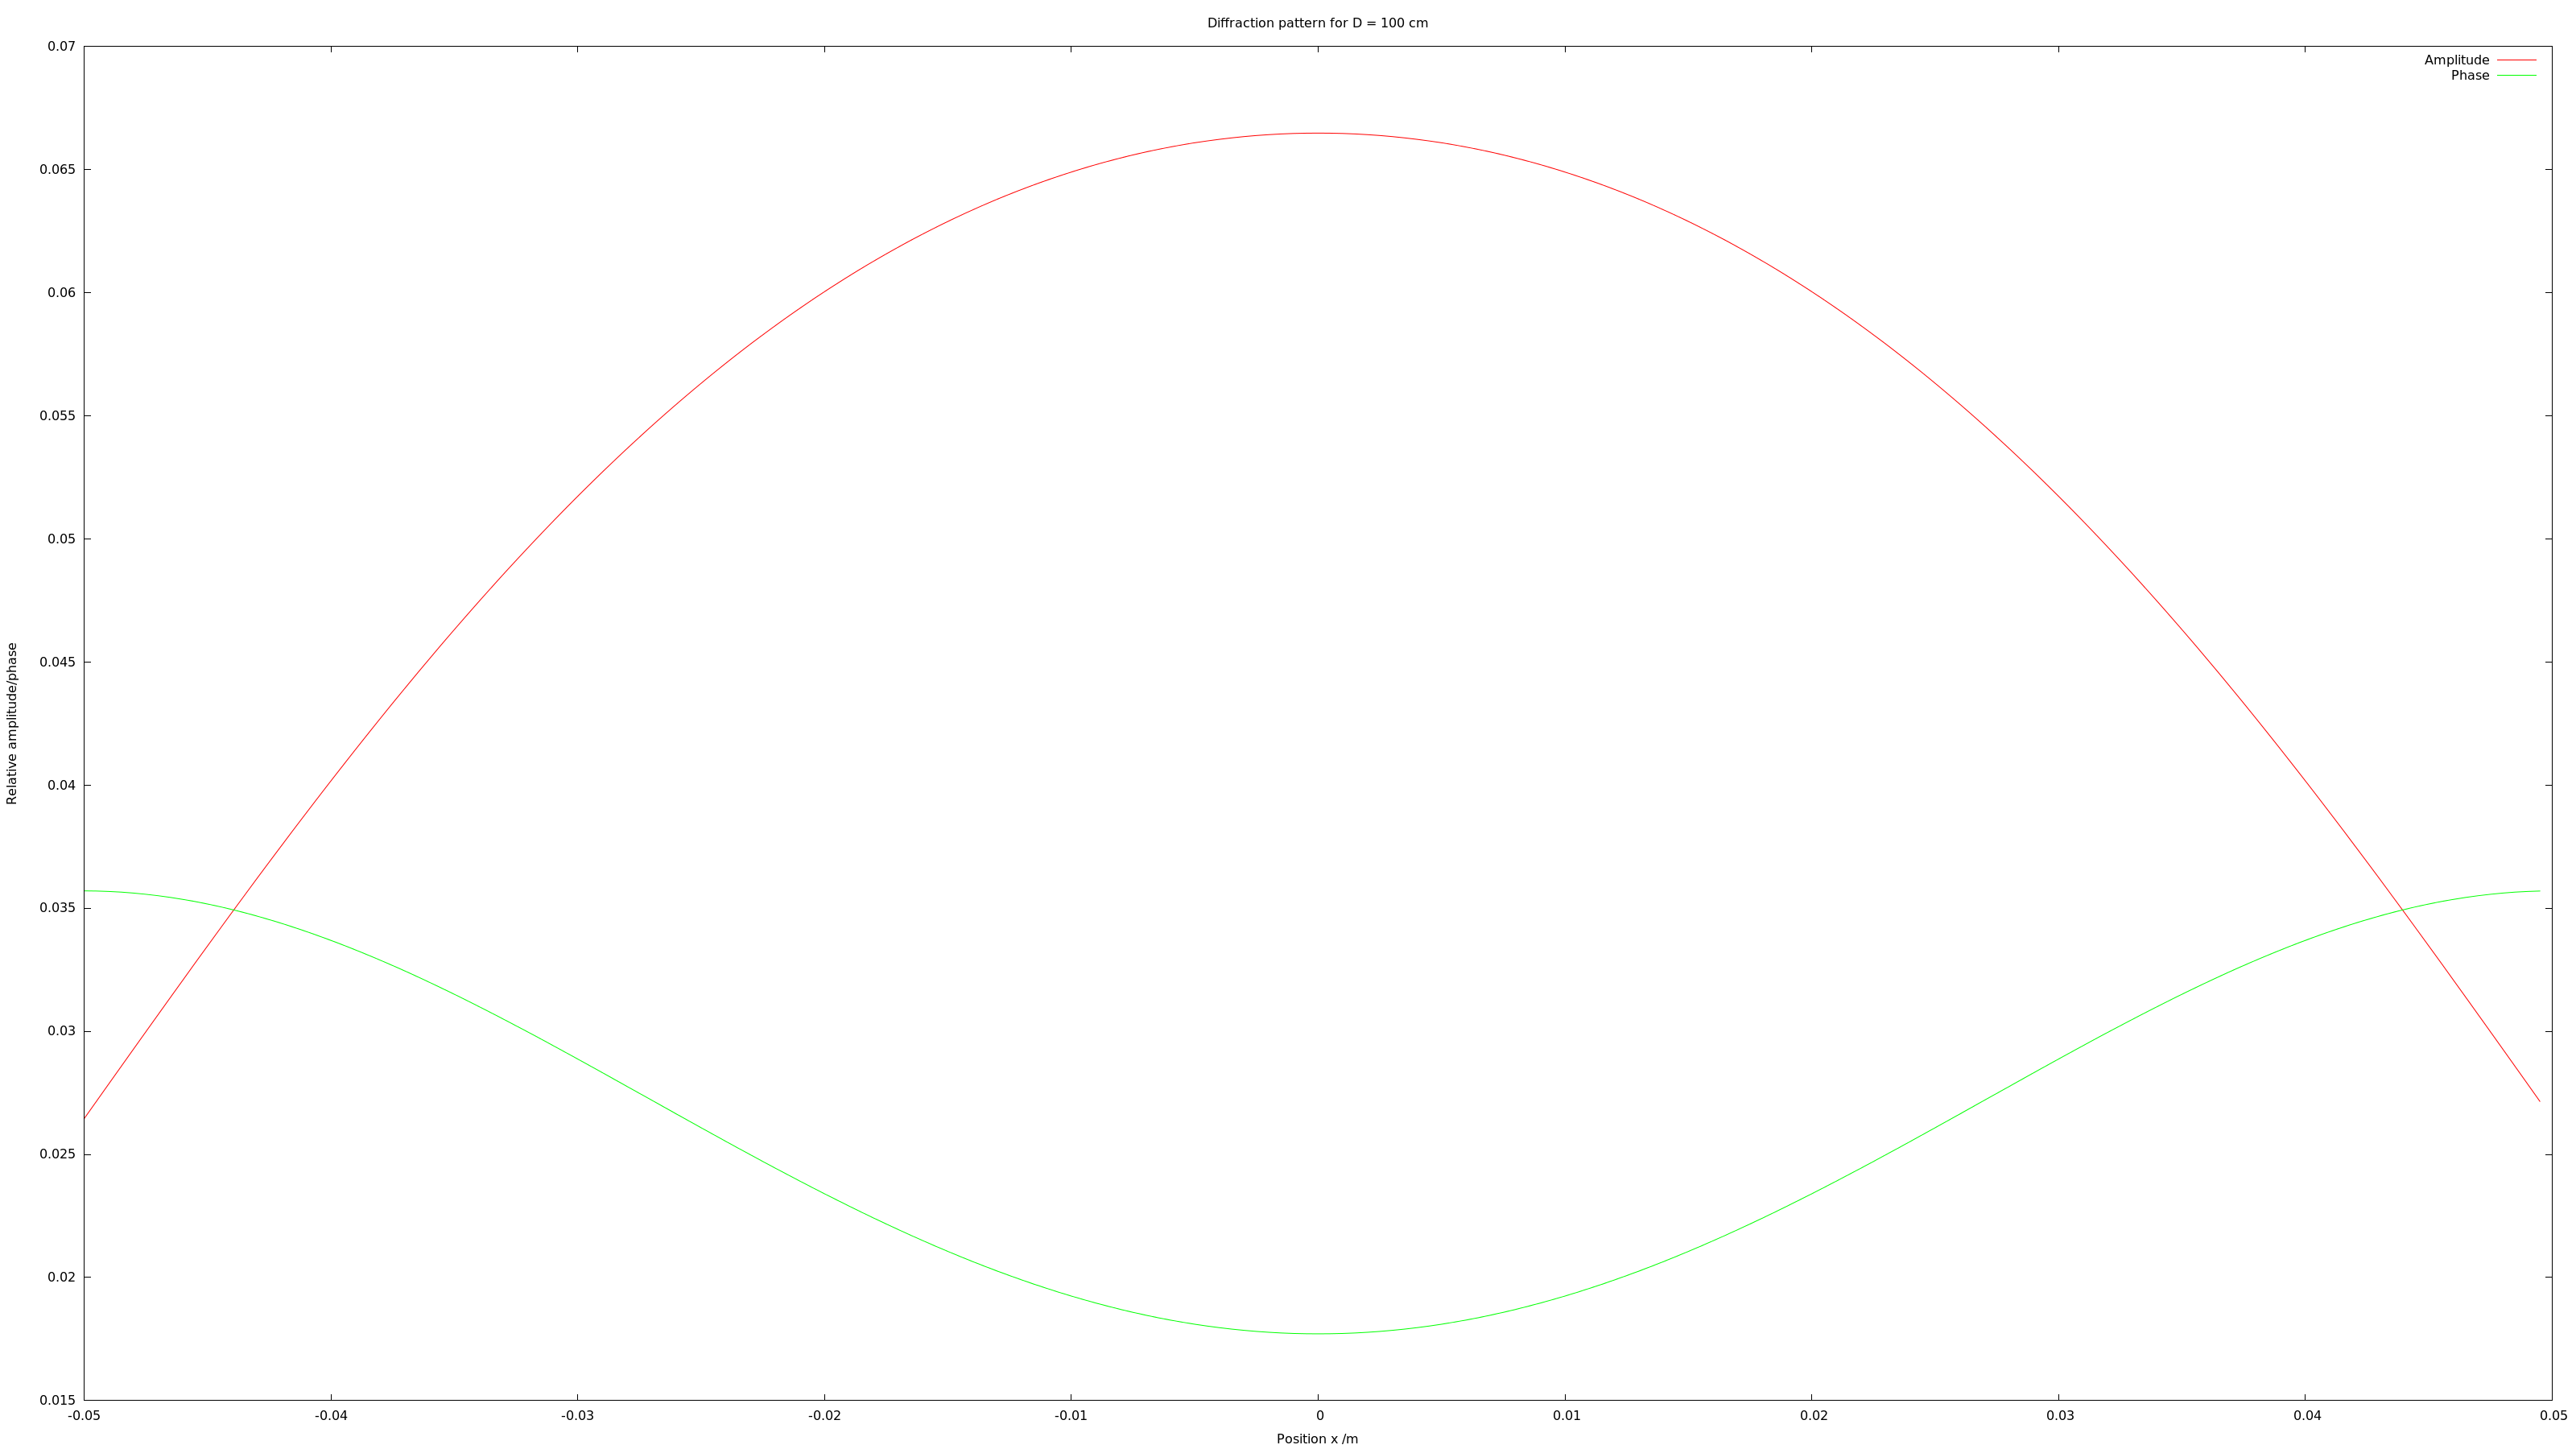 Diffraction pattern for D = 100 cm
Amplitude
Phase
0.07
0.065
0.06
0.055
0.05
0.045
0.04
0.035
0.03
0.025
0.02
0.015
Relative amplitude/phase
-0.05 -0.04 -0.03 -0.02 -0.01 0 0.01 0.02 0.03 0.04 0.05
Position x /m